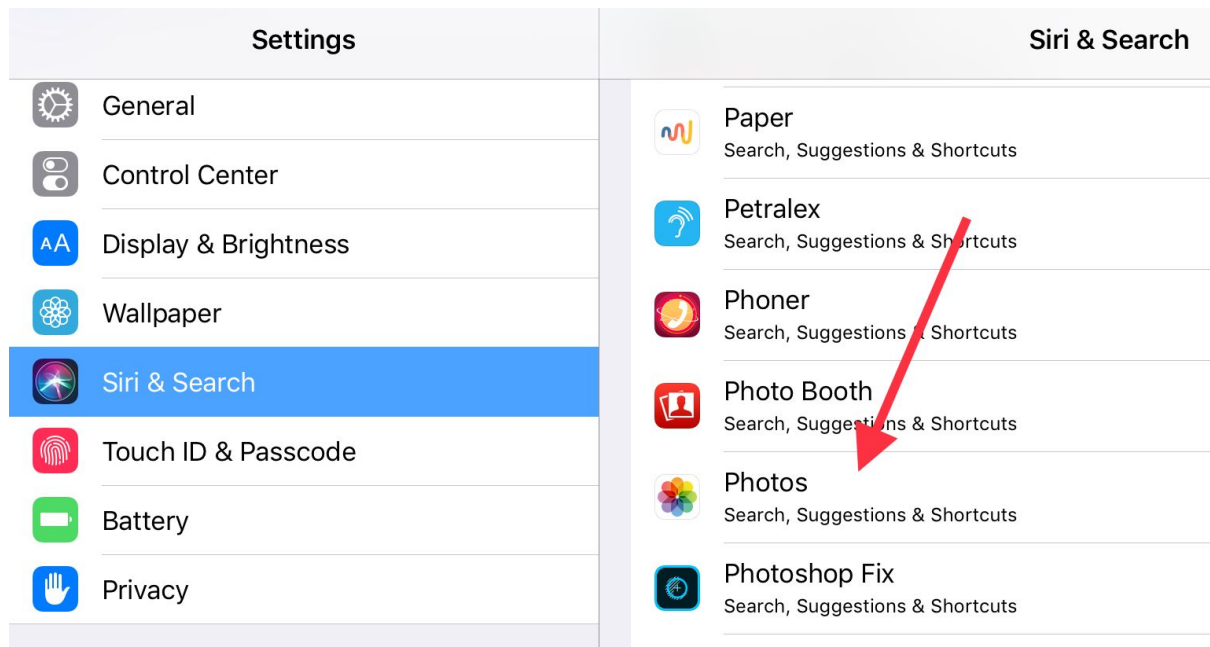 Settings
General
Control Center
AA Display & Brightness
Wallpaper
Siri & Search
Touch ID & Passcode
Battery
Privacy
Siri & Search
Paper
Search, Suggestions & Shortcuts
Petralex
Search, Suggestions & Shortcuts
Phoner
Search, Suggestions & Shortcuts
Photo Booth
Search, Suggestions & Shortcuts
Photos
Search, Suggestions & Shortcuts
Photoshop Fix
Search, Suggestions & Shortcuts